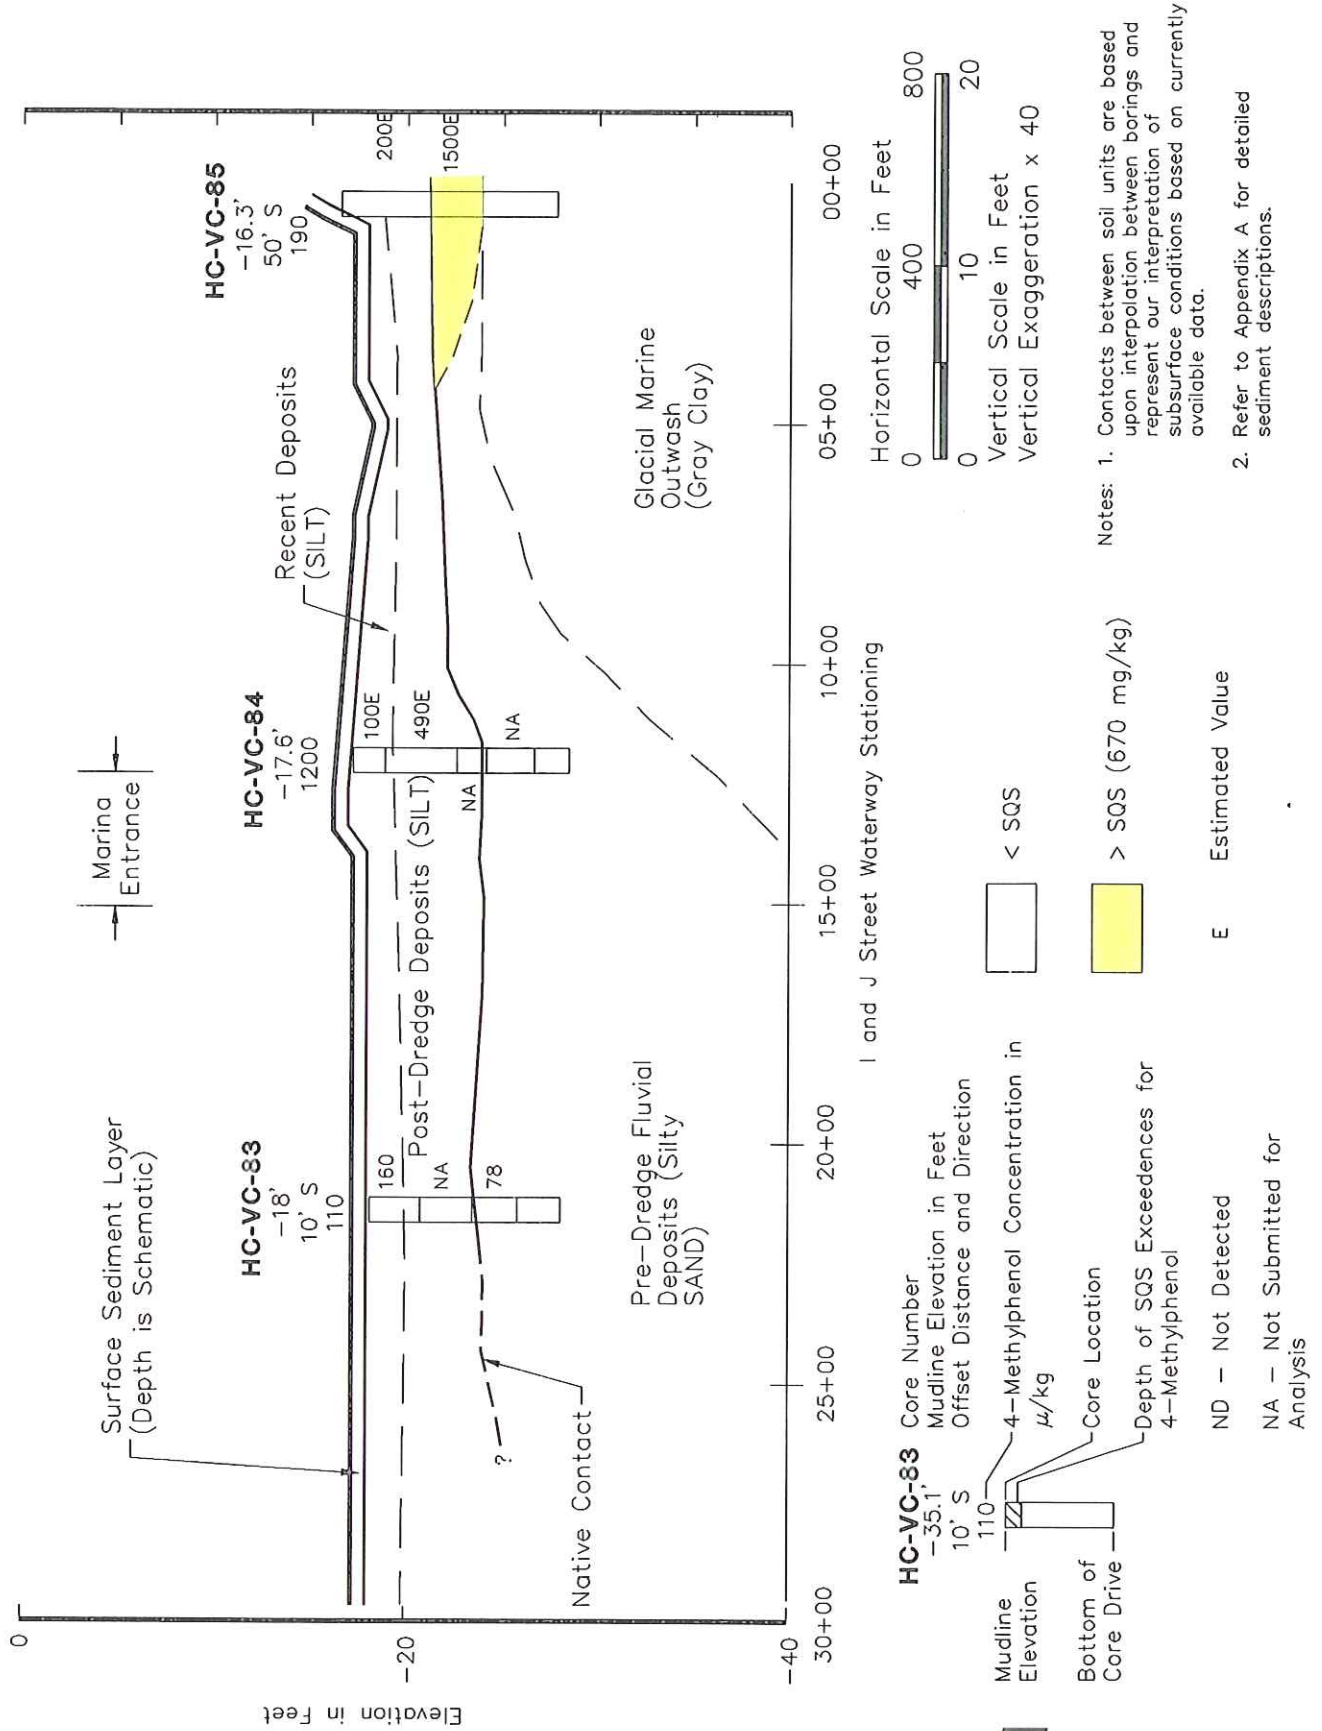 Elevation in Feet
0
-20
-40
Surface Sediment Layer
(Depth is Schematic)
HC-VC-83
-18'
10' S
110
160
NA
78
Marina
Entrance
HC-VC-84
-17.6'
1200
100E
490E
NA
NA
Recent Deposits
(SILT)
HC-VC-85
-16.3'
50' S
190
200E
1500E
Post-Dredge Deposits (SILT)
Native Contact
?
Pre-Dredge Fluvial
Deposits (Silty
SAND)
Glacial Marine
Outwash
(Gray Clay)
30+00
25+00
20+00
15+00
10+00
05+00
00+00
I and J Street Waterway Stationing
HC-VC-83 Core Number
-35.1' Mudline Elevation in Feet
10' S Offset Distance and Direction
110 4-Methylphenol Concentration in
μ/kg
Mudline
Elevation
Core Location
Bottom of
Core Drive
Depth of SQS Exceedences for
4-Methylphenol
ND - Not Detected
NA - Not Submitted for
Analysis
< SQS
> SQS (670 mg/kg)
E Estimated Value
Horizontal Scale in Feet
0 400 800
0 10 20
Vertical Scale in Feet
Vertical Exaggeration x 40
Notes: 1. Contacts between soil units are based
upon interpolation between borings and
represent our interpretation of
subsurface conditions based on currently
available data.
2. Refer to Appendix A for detailed
sediment descriptions.